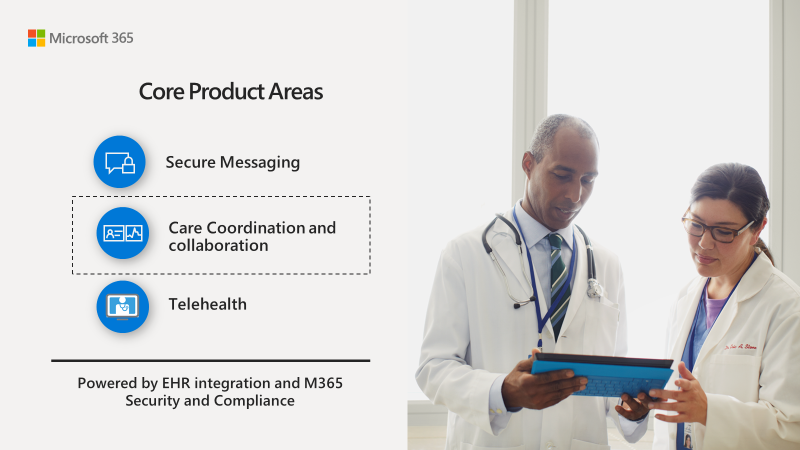 Microsoft 365
Core Product Areas
Secure Messaging
Care Coordination and
collaboration
Telehealth
Powered by EHR integration and M365
Security and Compliance